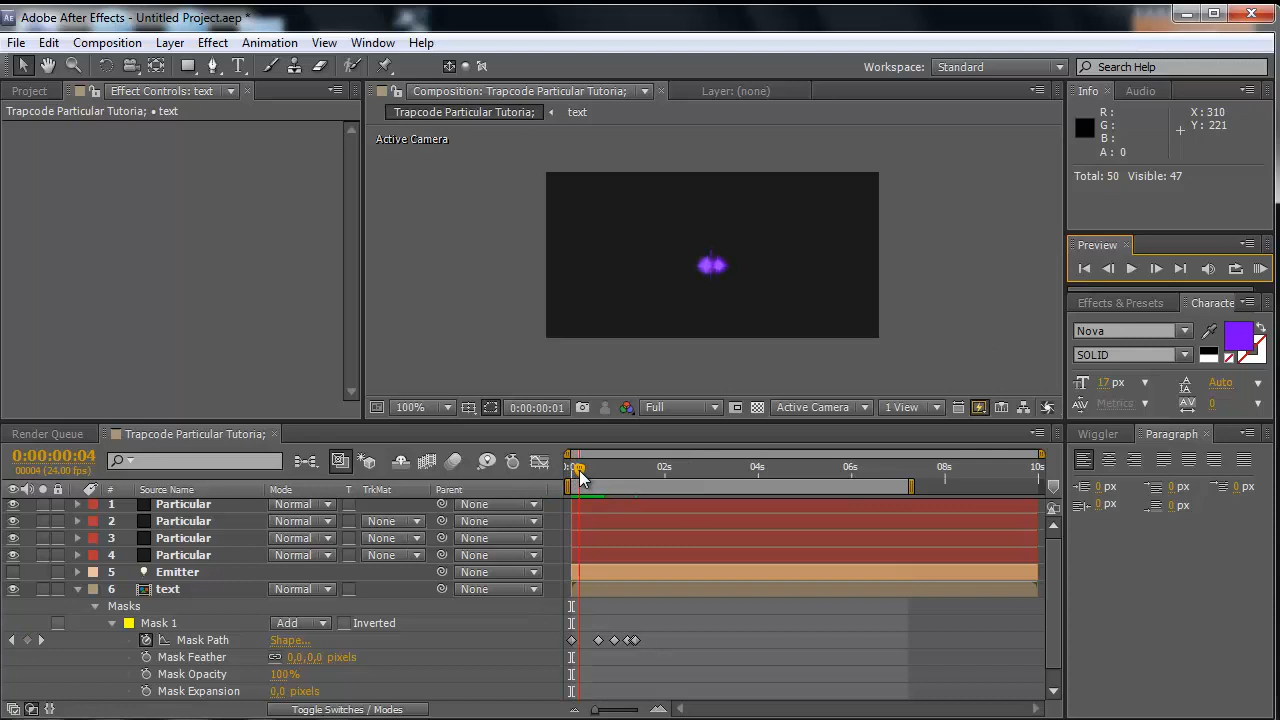 Adobe After Effects - Untitled Project.aep *
File Edit Composition Layer Effect Animation View Window Help
Workspace: Standard Search Help
Project Effect Controls: text
Trapcode Particular Tutoria; • text
Composition: Trapcode Particular Tutoria; Layer: (none)
Trapcode Particular Tutoria; text
Active Camera
100% 0:00:00:01 Full Active Camera 1 View
Info Audio
R: X: 310
G: Y: 221
B:
A: 0
Total: 50 Visible: 47
Preview
Effects & Presets Characte
Nova
SOLID
17 px Auto
Metrics 0
Render Queue Trapcode Particular Tutoria;
Wiggler Paragraph
0:00:00:04
00004 (24.00 fps)
02s 04s 06s 08s 10s
# Source Name Mode T TrkMat Parent
1 Particular Normal None
2 Particular Normal None None
3 Particular Normal None None
4 Particular Normal None None
5 Emitter None
6 text Normal None
Masks
Mask 1 Add Inverted
Mask Path Shape...
Mask Feather 0,0,0,0 pixels
Mask Opacity 100%
Mask Expansion 0,0 pixels
Toggle Switches / Modes
0 px 0 px 0 px
0 px 0 px